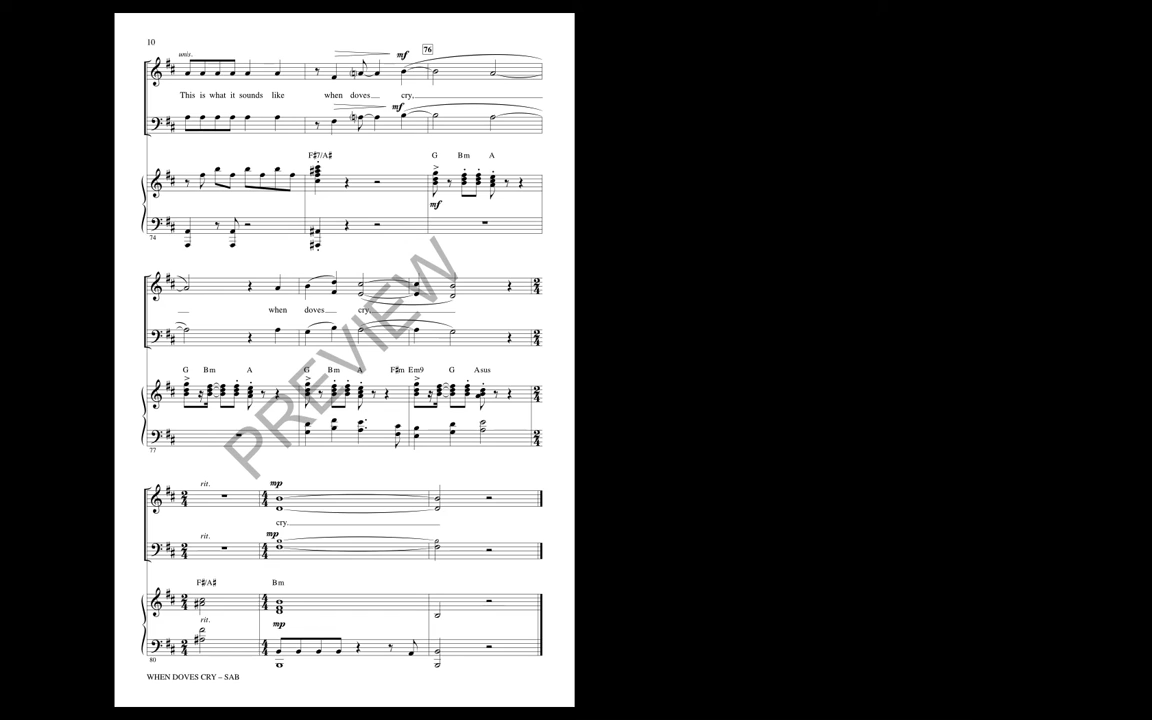 10
unis.
mf
76
This is what it sounds like when doves cry,
mf
F#7/A# G Bm A
mf
74
when doves cry,
G Bm A G Bm A F#m Em9 G Asus
77
PREVIEW
rit. mp
cry.
rit. mp
F#/A# Bm
rit. mp
80
WHEN DOVES CRY – SAB